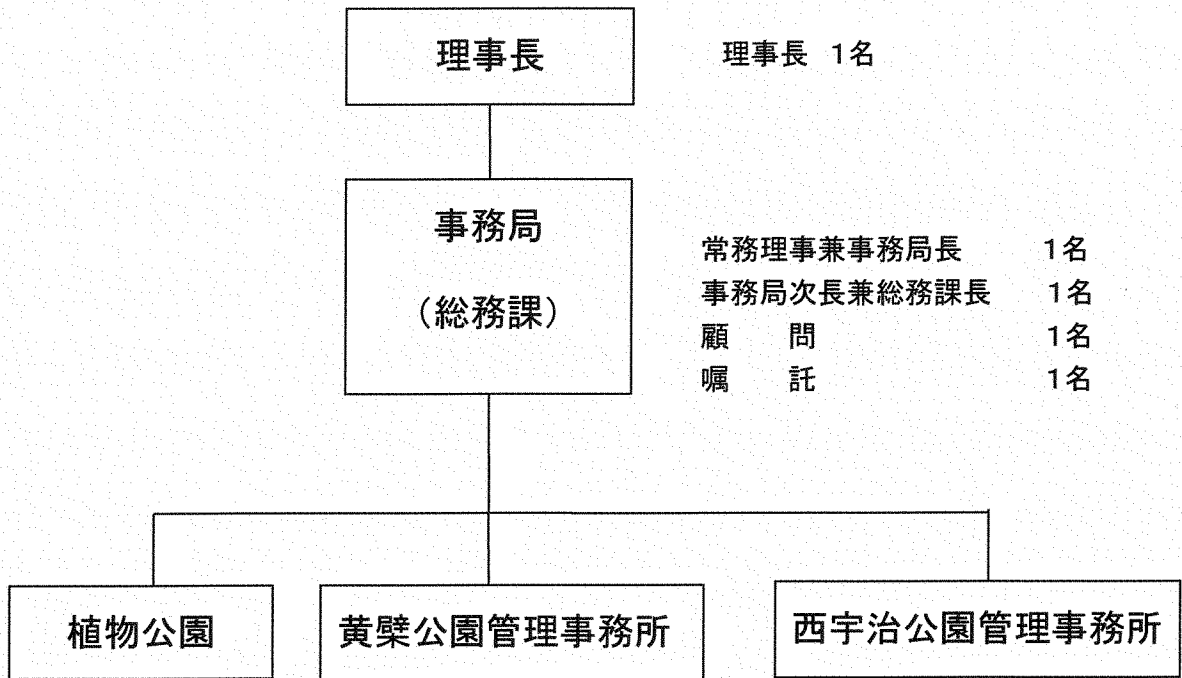 理事長
理事長 1名
事務局
(総務課)
常務理事兼事務局長 1名
事務局次長兼総務課長 1名
顧 問 1名
嘱 託 1名
植物公園
黄檗公園管理事務所
西宇治公園管理事務所